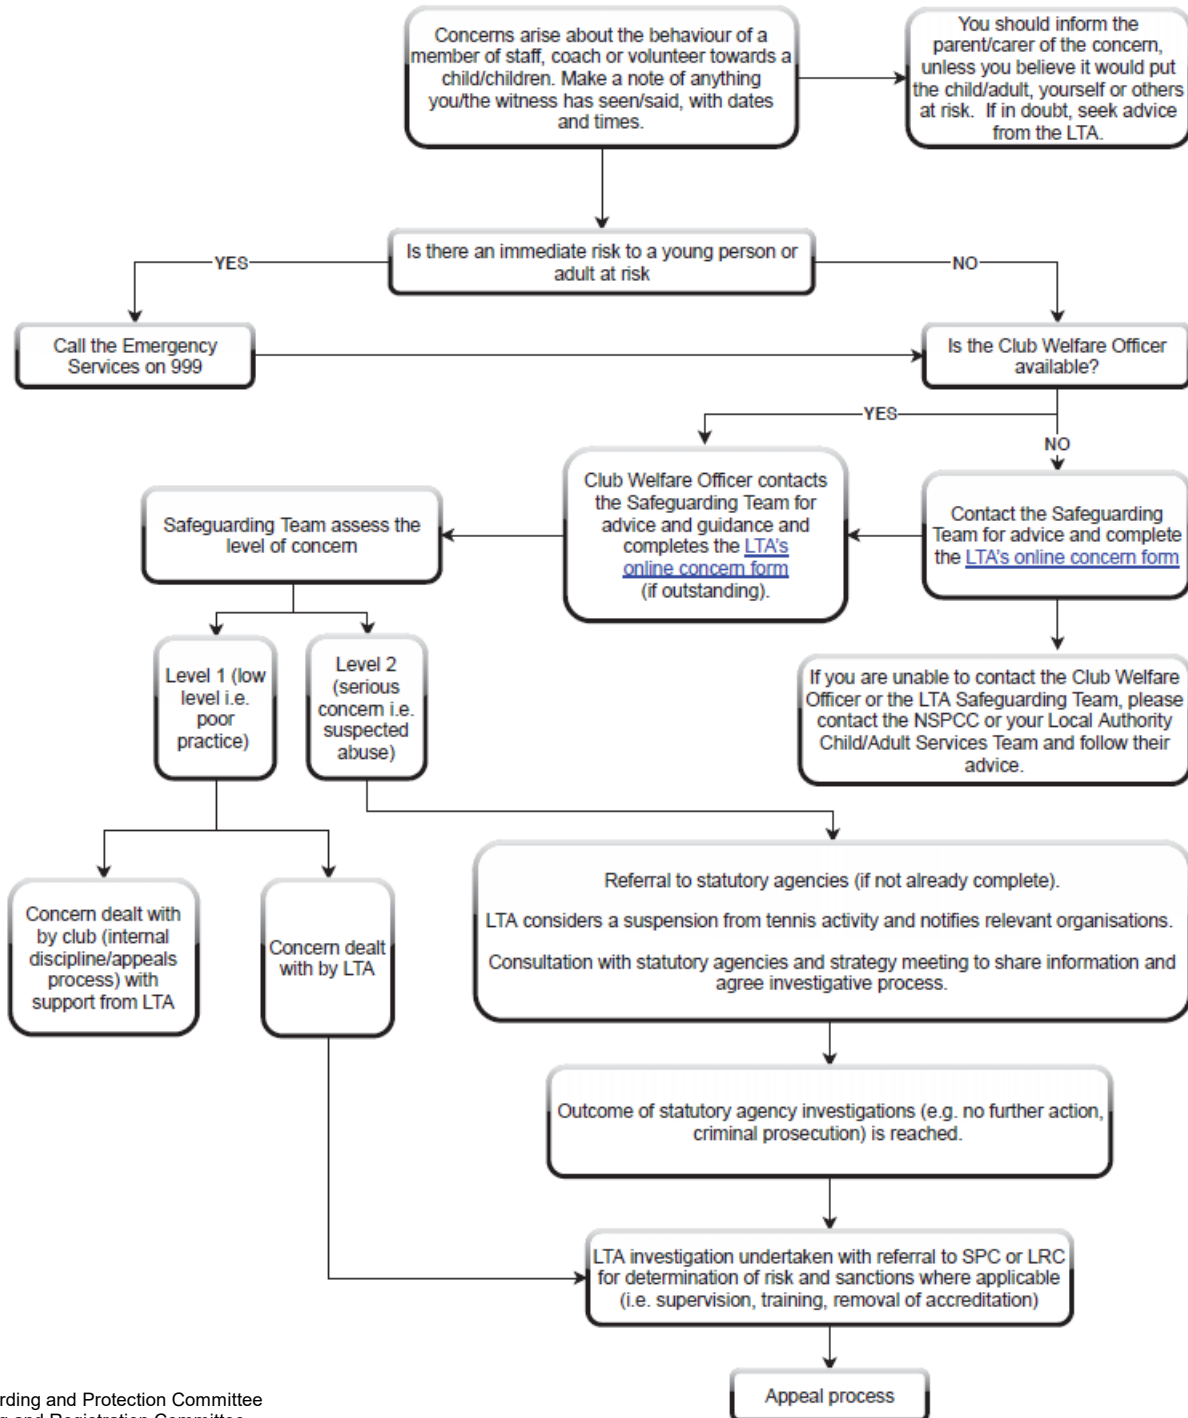 Concerns arise about the behaviour of a
member of staff, coach or volunteer towards a
child/children. Make a note of anything
you/the witness has seen/said, with dates
and times.
You should inform the
parent/carer of the concern,
unless you believe it would put
the child/adult, yourself or others
at risk. If in doubt, seek advice
from the LTA.
Is there an immediate risk to a young person or
adult at risk
YES
NO
Call the Emergency
Services on 999
Is the Club Welfare Officer
available?
YES
NO
Club Welfare Officer contacts
the Safeguarding Team for
advice and guidance and
completes the LTA's
online concern form
(if outstanding).
Contact the Safeguarding
Team for advice and complete
the LTA's online concern form
Safeguarding Team assess the
level of concern
Level 1 (low
level i.e.
poor
practice)
Level 2
(serious
concern i.e.
suspected
abuse)
If you are unable to contact the Club Welfare
Officer or the LTA Safeguarding Team, please
contact the NSPCC or your Local Authority
Child/Adult Services Team and follow their
advice.
Concern dealt with
by club (internal
discipline/appeals
process) with
support from LTA
Concern dealt
with by LTA
Referral to statutory agencies (if not already complete).
LTA considers a suspension from tennis activity and notifies relevant organisations.
Consultation with statutory agencies and strategy meeting to share information and
agree investigative process.
Outcome of statutory agency investigations (e.g. no further action,
criminal prosecution) is reached.
LTA investigation undertaken with referral to SPC or LRC
for determination of risk and sanctions where applicable
(i.e. supervision, training, removal of accreditation)
Appeal process
and Protection Committee
and Registration Committee